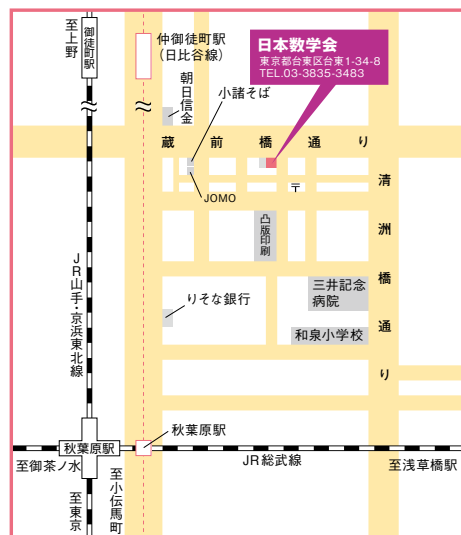 至上野
御徒町駅
仲御徒町駅
(日比谷線)
日本数学会
東京都台東区台東1-34-8
TEL.03-3835-3483
朝日信金
小諸そば
蔵前橋通り
JOMO
〒
清洲橋通り
凸版印刷
JR山手・京浜東北線
りそな銀行
三井記念
病院
和泉小学校
秋葉原駅
秋葉原駅
至御茶ノ水
至小伝馬町
JR総武線
至浅草橋駅
至東京